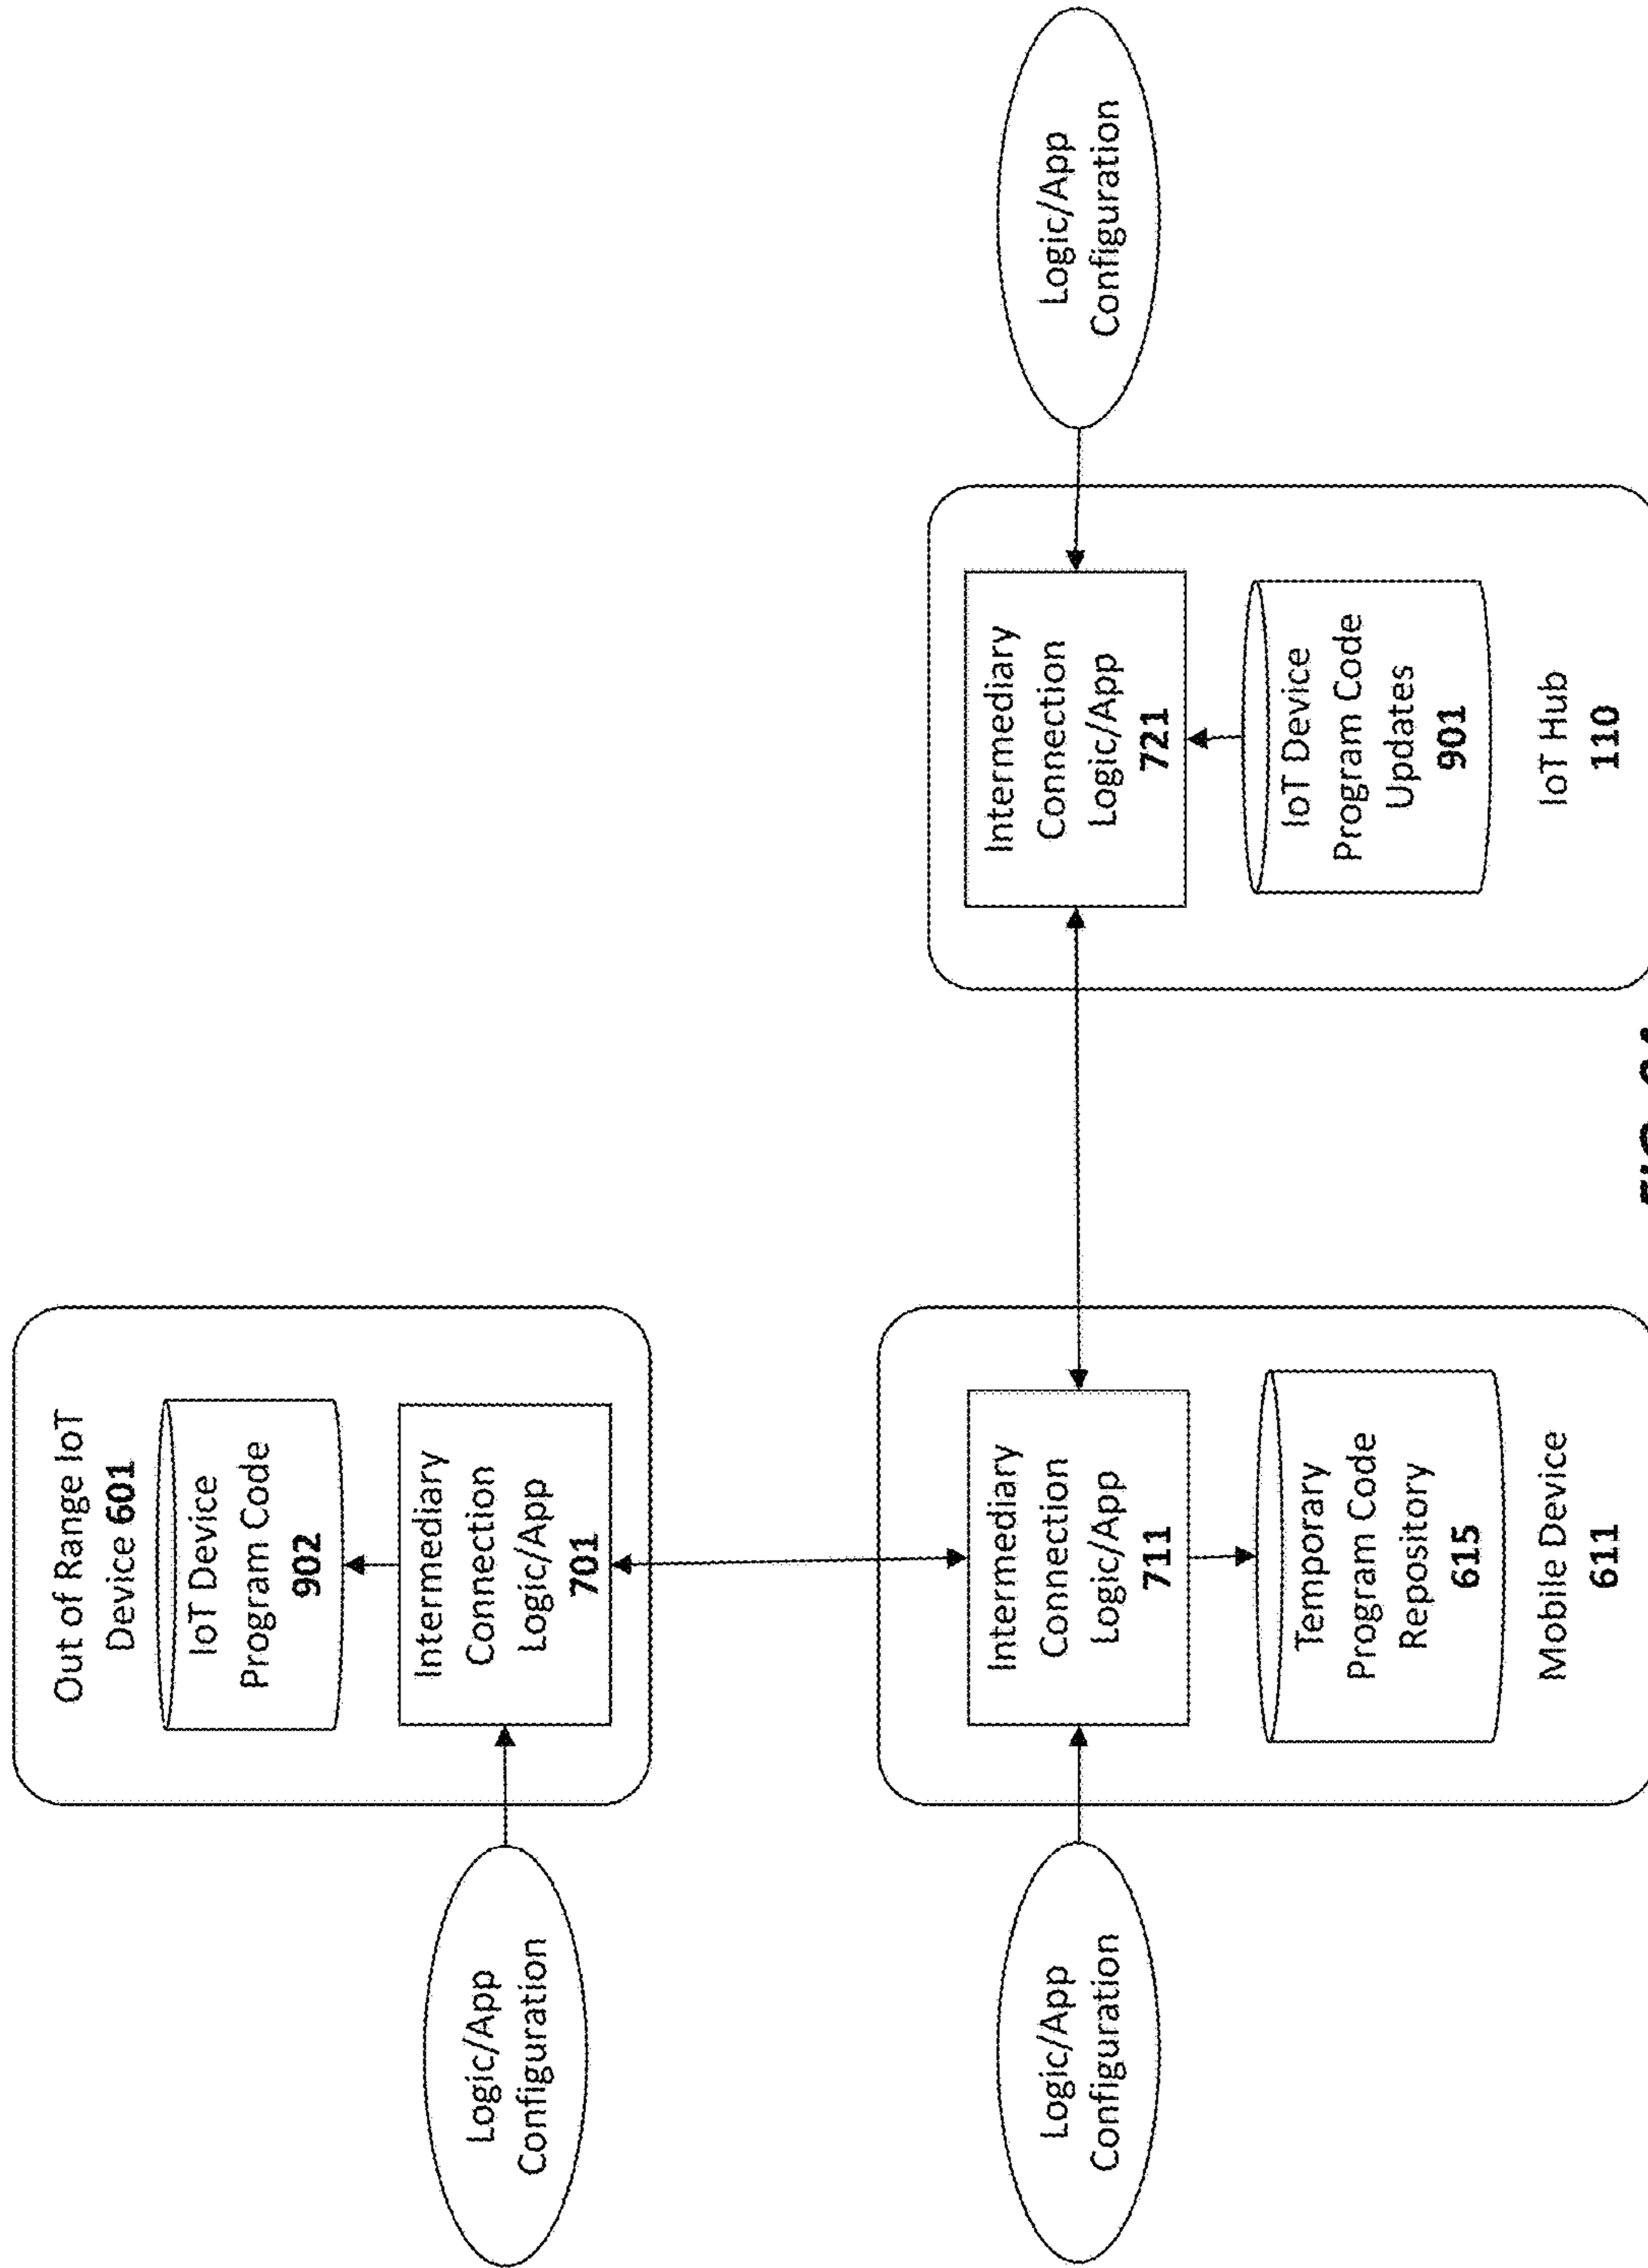 Out of Range IoT
Device 601
IoT Device
Program Code
902
Logic/App
Configuration
Intermediary
Connection
Logic/App
701
Logic/App
Configuration
Intermediary
Connection
Logic/App
711
Temporary
Program Code
Repository
615
Mobile Device
611
Intermediary
Connection
Logic/App
721
IoT Device
Program Code
Updates
901
IoT Hub
110
Logic/App
Configuration